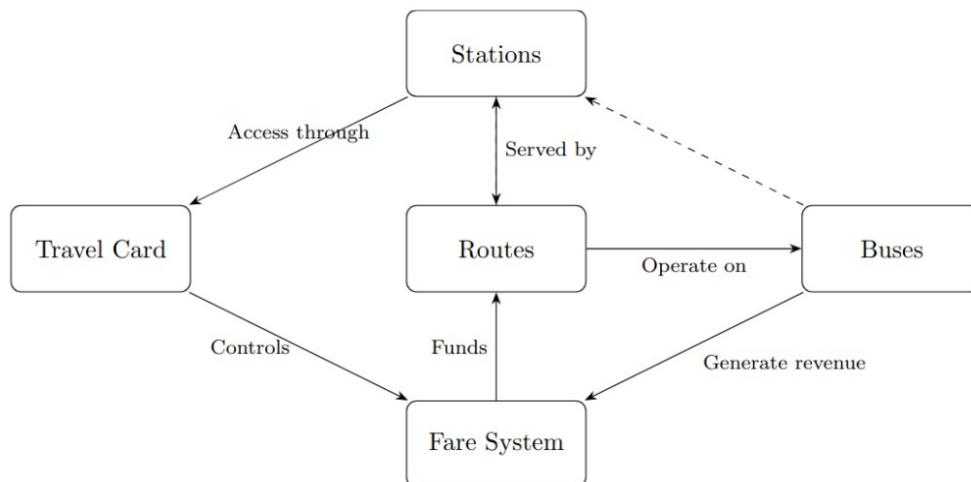 Stations
Access through
Served by
Travel Card
Routes
Buses
Operate on
Controls
Funds
Generate revenue
Fare System